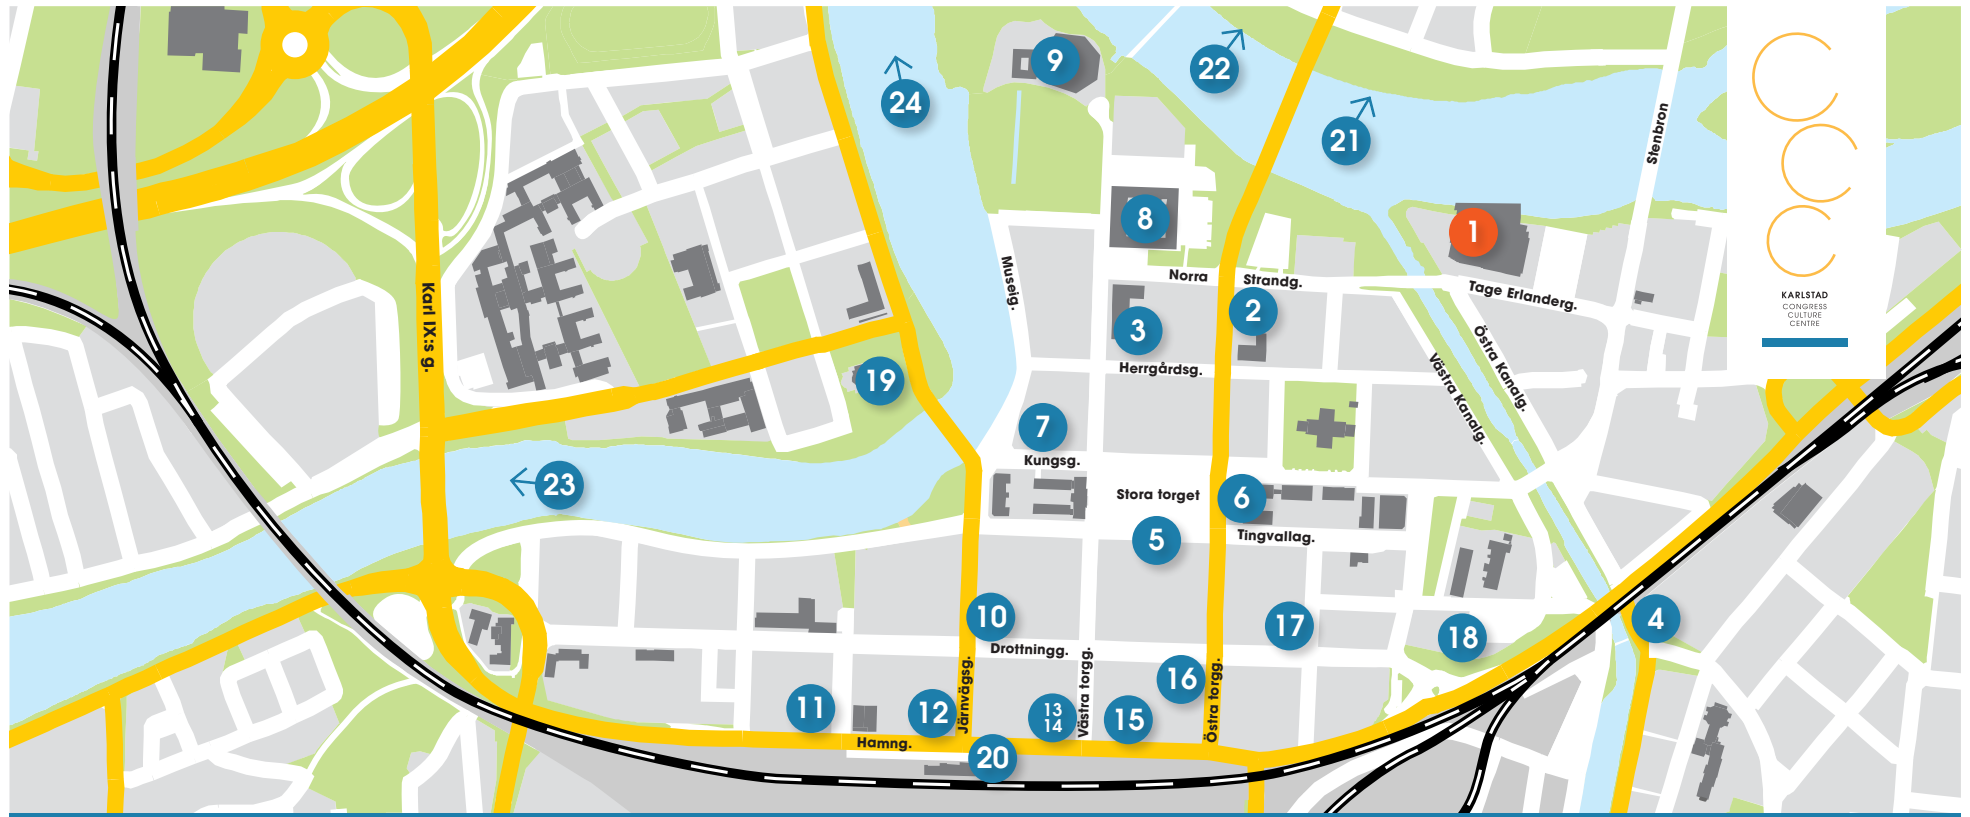 9
22
24
21
Stenbron
8
1
KARLSTAD
CONGRESS
CULTURE
CENTRE
Museig.
Norra
Strandg.
Tage Erlanderg.
Karl IX:s g.
3
2
Herrgårdsg.
Östra Kanalg.
Västra Kanalg.
19
7
Kungsg.
23
Stora torget
6
5
Tingvallag.
10
17
18
4
Drottningg.
Järnvägsg.
Västra torgg.
Östra torgg.
16
11
12
13
14
15
Hamng.
20